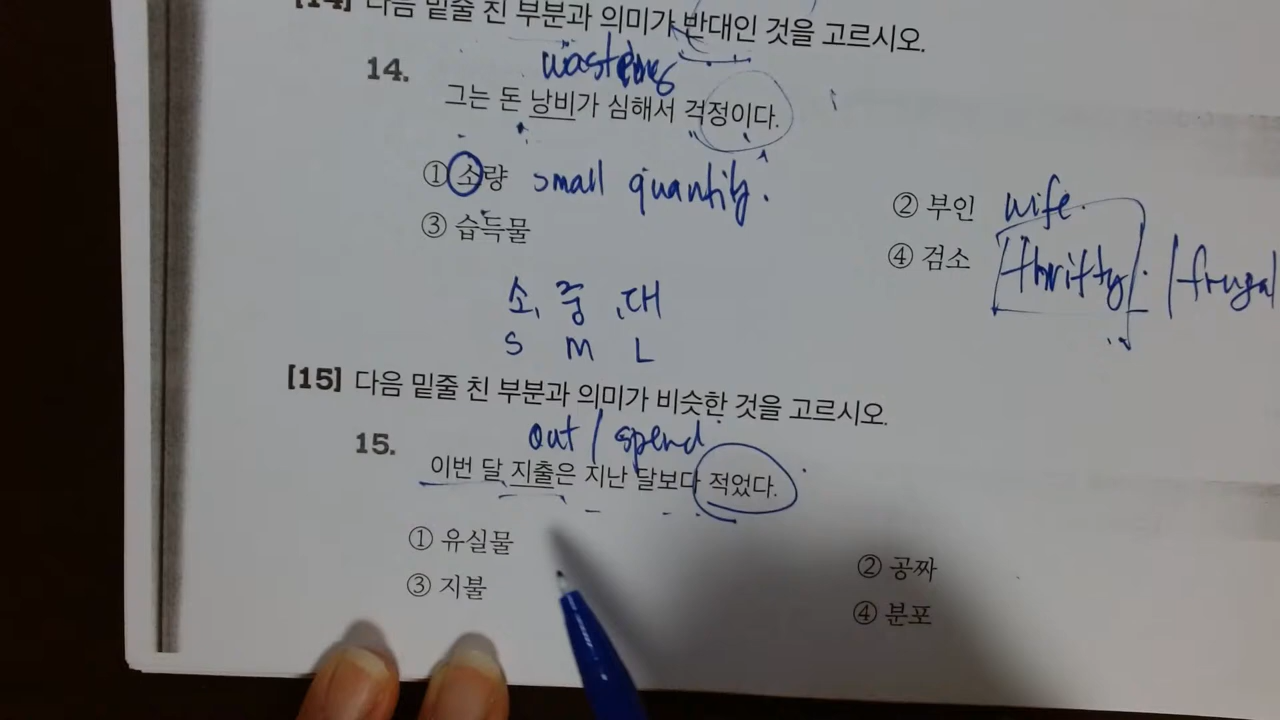 [14] 다음 밑줄 친 부분과 의미가 반대인 것을 고르시오.
14.
그는 돈 낭비가 심해서 걱정이다.
① 소량 small quantity.
② 부인 wife.
③ 습득물
④ 검소 thrifty. / frugal
소, 중, 대
S M L
[15] 다음 밑줄 친 부분과 의미가 비슷한 것을 고르시오.
out / spend
15.
이번 달 지출은 지난 달보다 적었다.
① 유실물
② 공짜
③ 지불
④ 분포